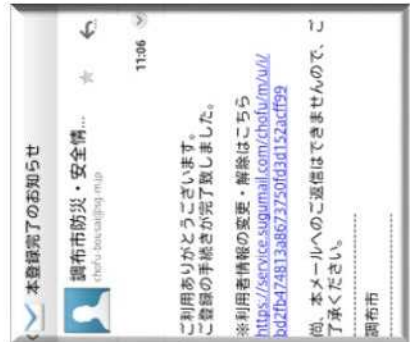 本登録完了のお知らせ
調布市防災・安全情...
chofu-bousai@sg-m.jp
11:06
ご利用ありがとうございます。
ご登録の手続きが完了致しました。
※利用者情報の変更・解除はこちら
https://service.sugumail.com/chofu/m/u/i/
bd2fb474813a8673750fd3d152acff99
尚、本メールへのご返信はできませんので、ご
了承ください。
調布市